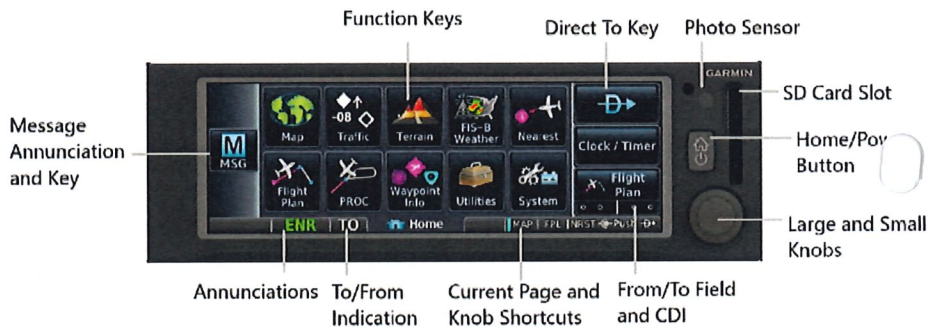 Function Keys
Direct To Key
Photo Sensor
GARMIN
SD Card Slot
Message
Annunciation
and Key
M
MSG
Map
-08
Traffic
Terrain
FIS-B
Weather
Nearest
D
Clock / Timer
Home/Pow
Button
Flight
Plan
PROC
Waypoint
Info
Utilities
System
Flight
Plan
Large and Small
Knobs
ENR
TO
Home
MAP FPL NRST Push D
Annunciations
To/From
Indication
Current Page and
Knob Shortcuts
From/To Field
and CDI